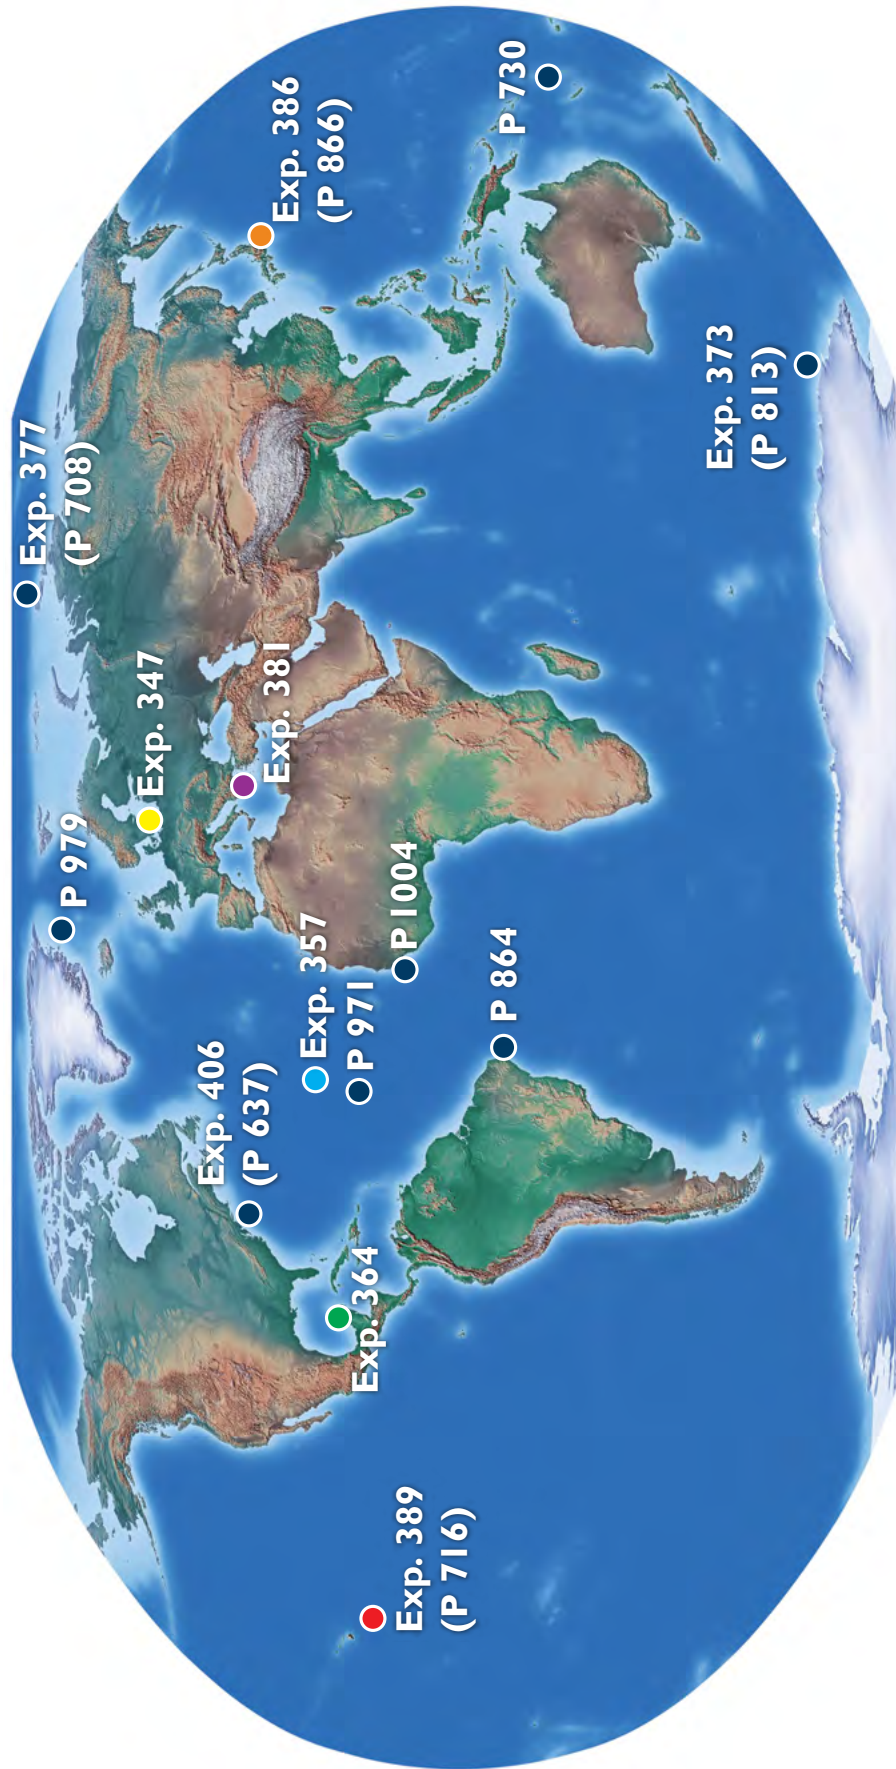 Exp. 377
(P 708)
P 979
Exp. 347
Exp. 381
Exp. 386
(P 866)
Exp. 406
(P 637)
Exp. 357
P 971
P 1004
Exp. 364
Exp. 389
(P 716)
P 864
P 730
Exp. 373
(P 813)